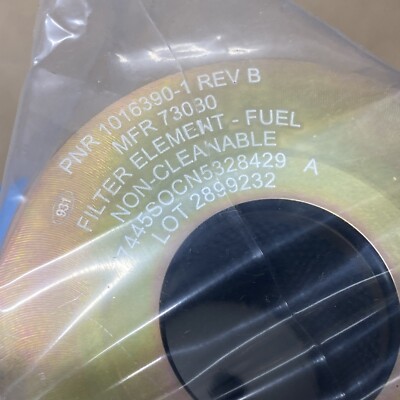 PNR 1016390-1 REV B
MFR 73030
FILTER ELEMENT - FUEL
NON-CLEANABLE
7445SOCN5328429 A
LOT 2899232
931